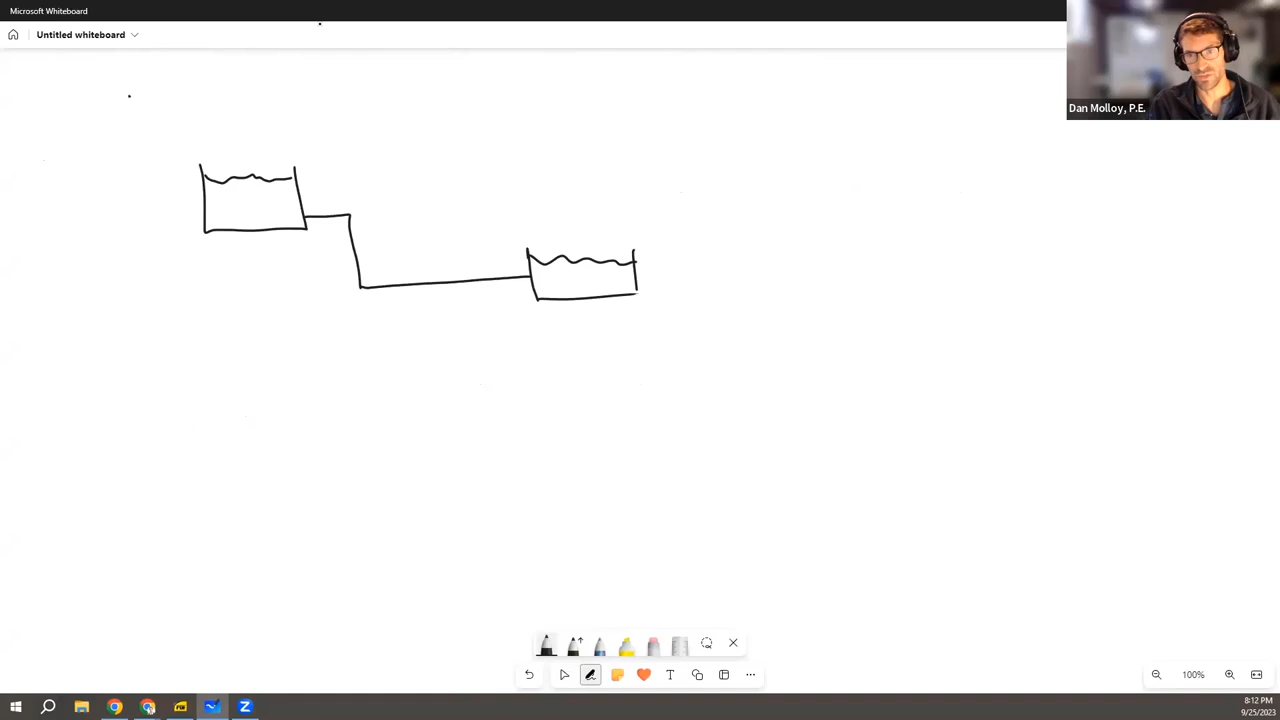 Microsoft Whiteboard
Untitled whiteboard
Dan Molloy, P.E.
100%
8:12 PM
9/25/2023